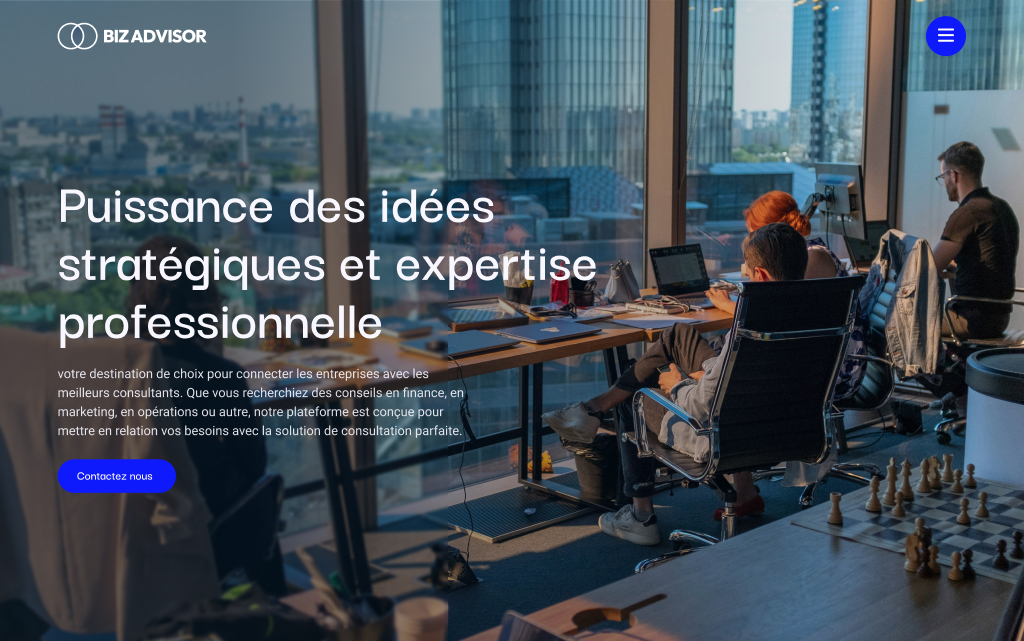 BIZ ADVISOR
Puissance des idées
stratégiques et expertise
professionnelle
votre destination de choix pour connecter les entreprises avec les
meilleurs consultants. Que vous recherchiez des conseils en finance, en
marketing, en opérations ou autre, notre plateforme est conçue pour
mettre en relation vos besoins avec la solution de consultation parfaite.
Contactez nous